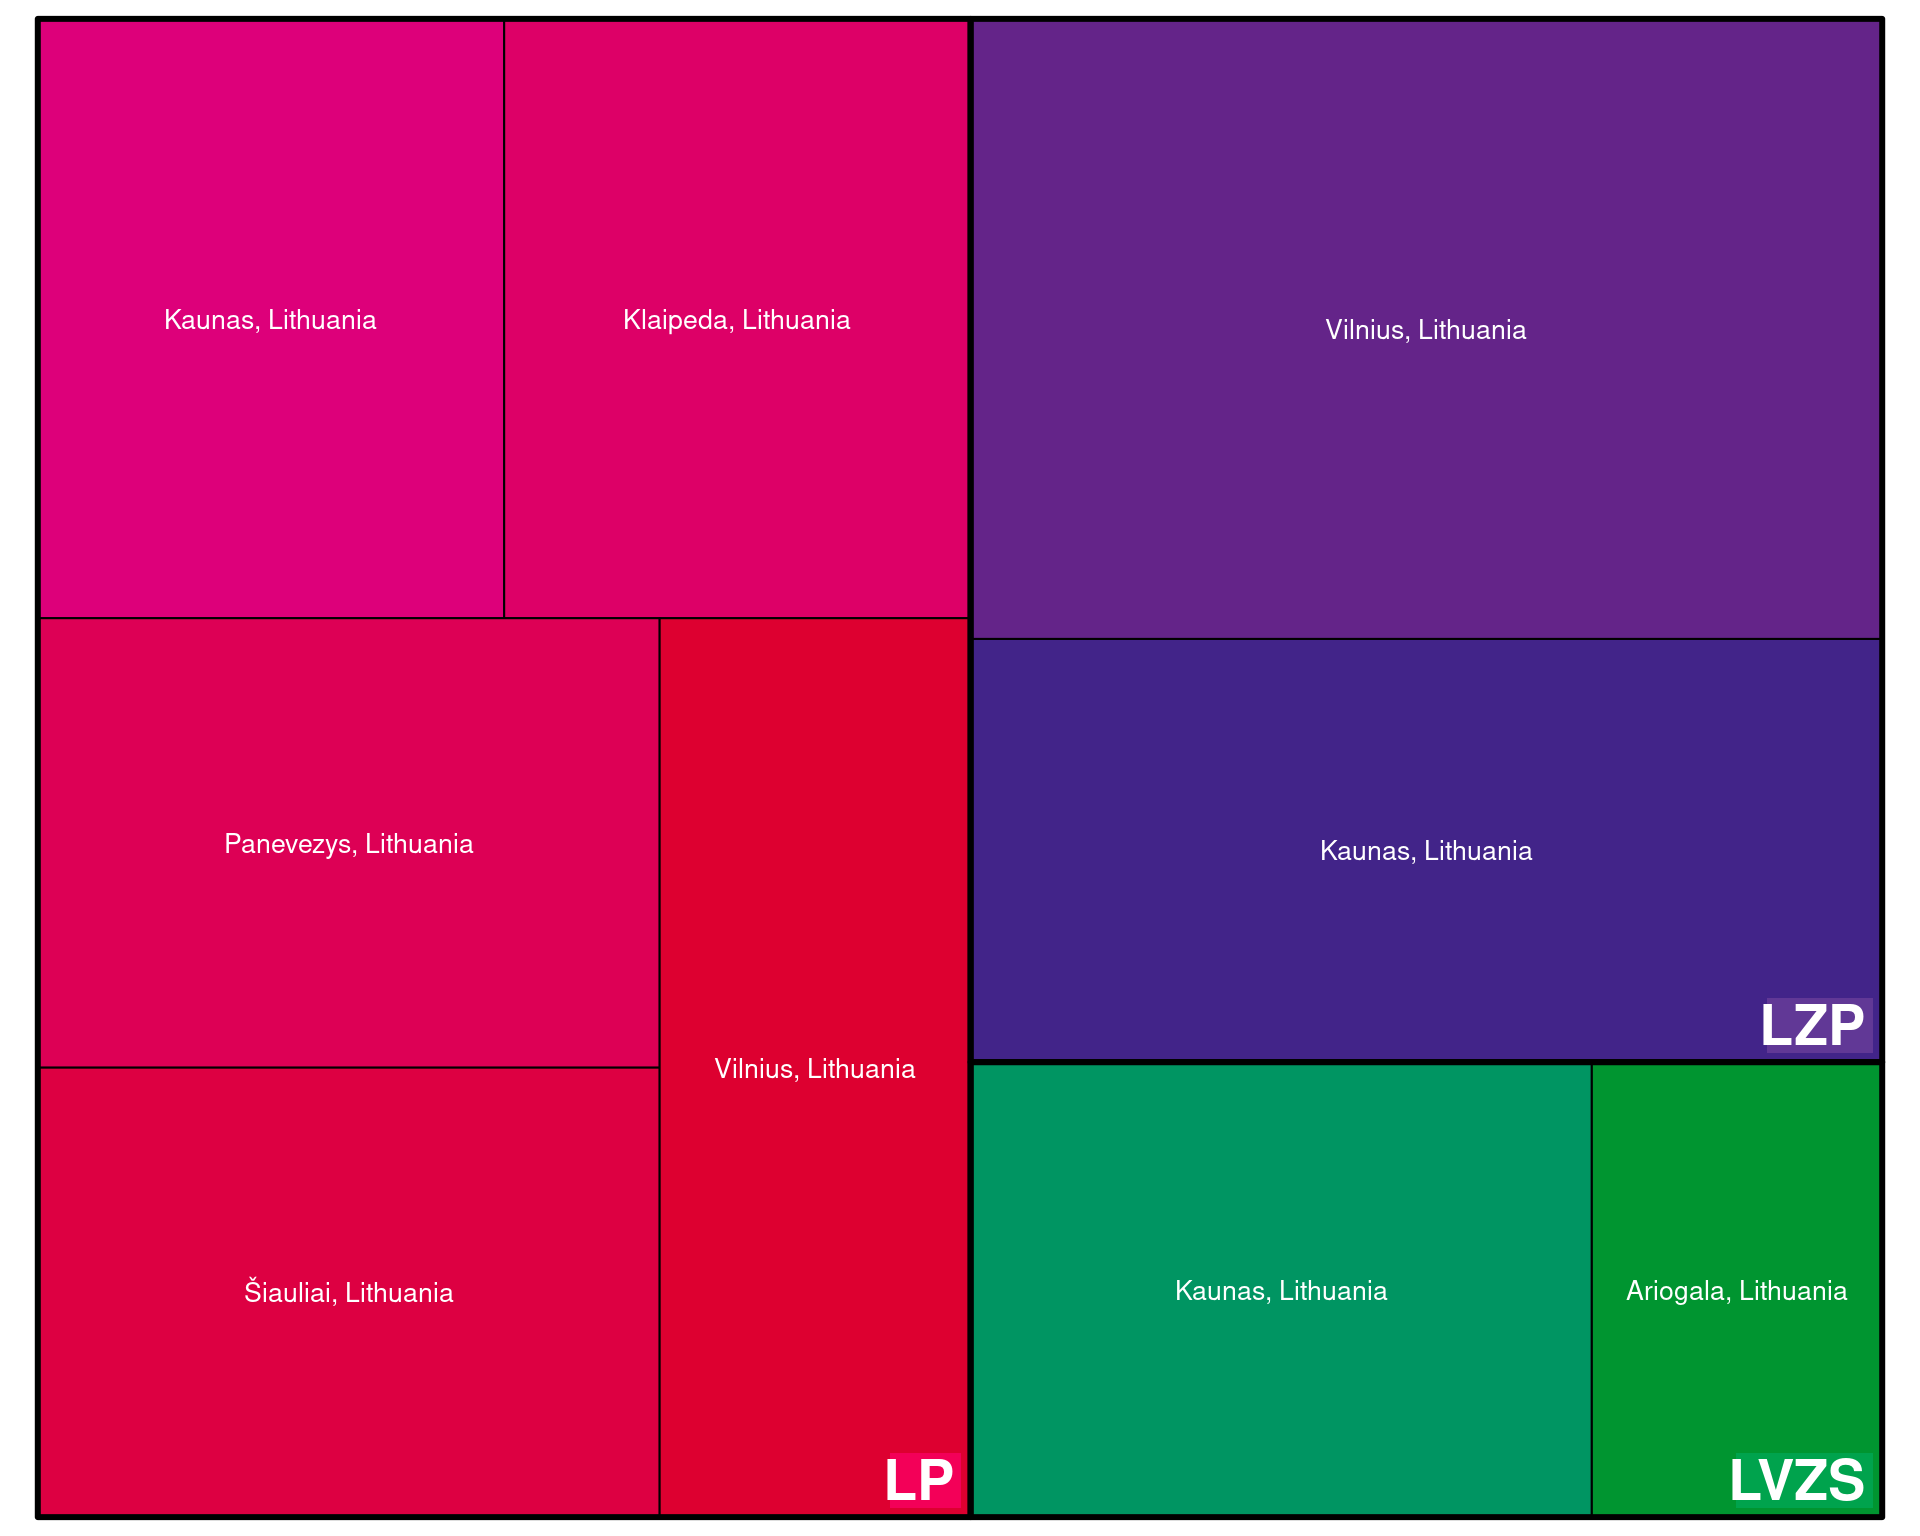 Kaunas, Lithuania
Klaipeda, Lithuania
Vilnius, Lithuania
Panevezys, Lithuania
Kaunas, Lithuania
LZP
Vilnius, Lithuania
Šiauliai, Lithuania
Kaunas, Lithuania
Ariogala, Lithuania
LP
LVZS